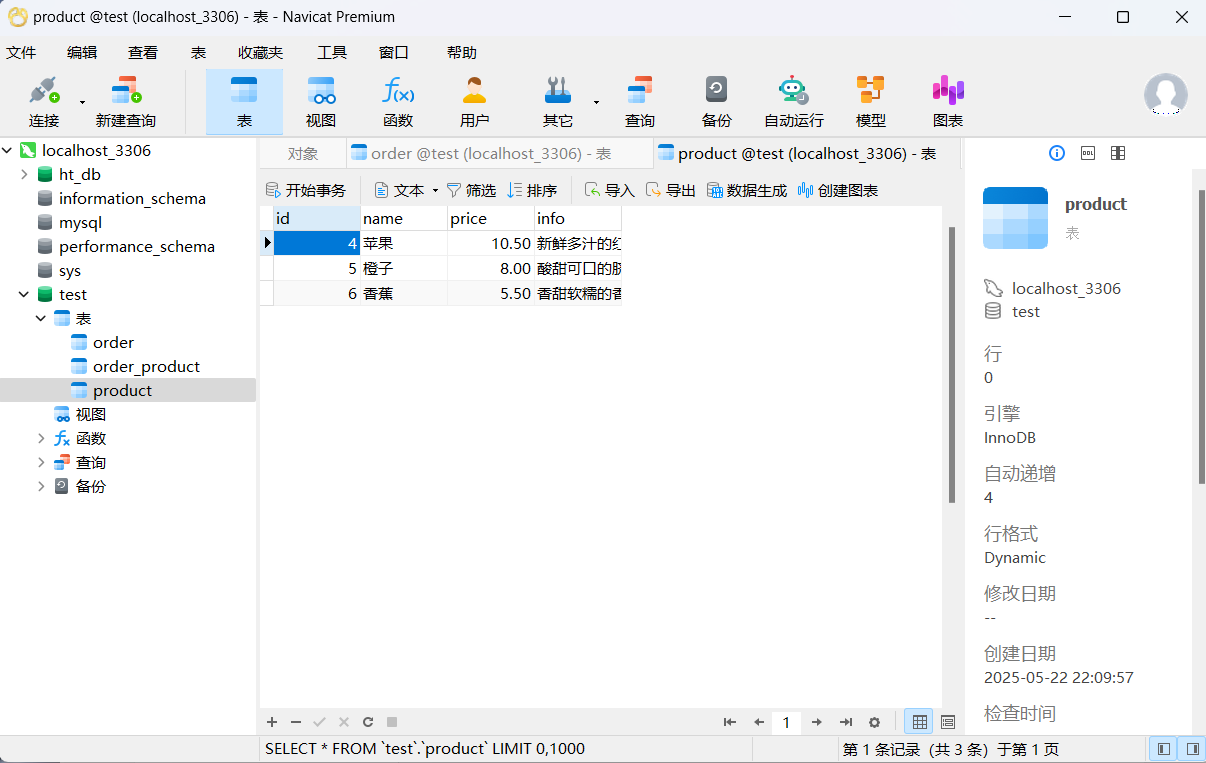 product @test (localhost_3306) - 表 - Navicat Premium
文件 编辑 查看 表 收藏夹 工具 窗口 帮助
连接 新建查询 表 视图 函数 用户 其它 查询 备份 自动运行 模型 图表
localhost_3306
ht_db
information_schema
mysql
performance_schema
sys
test
表
order
order_product
product
视图
函数
查询
备份
对象 order @test (localhost_3306) - 表 product @test (localhost_3306) - 表
开始事务 文本 筛选 排序 导入 导出 数据生成 创建图表
id name price info
4 苹果 10.50 新鲜多汁的
5 橙子 8.00 酸甜可口的
6 香蕉 5.50 香甜软糯的香
1
SELECT * FROM `test`.`product` LIMIT 0,1000
第 1 条记录（共 3 条）于第 1 页
product
表
localhost_3306
test
行
0
引擎
InnoDB
自动递增
4
行格式
Dynamic
修改日期
--
创建日期
2025-05-22 22:09:57
检查时间